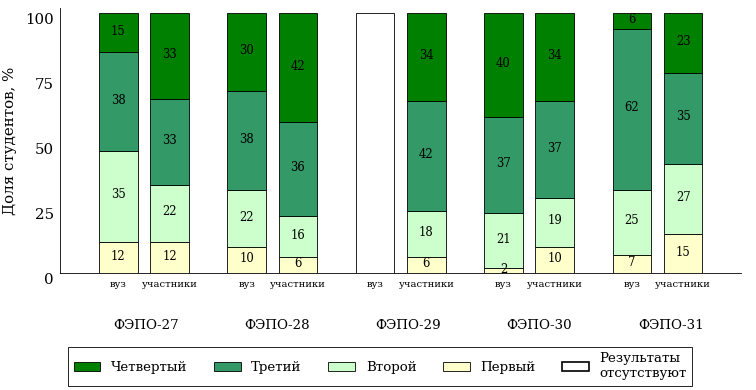 Доля студентов, %
100
75
50
25
0
15 33 30 42 34 40 34 6 23
38 33 38 36 42 37 37 62 35
35 22 22 16 18 21 19 25 27
12 12 10 6 6 2 10 7 15
вуз участники вуз участники вуз участники вуз участники вуз участники
ФЭПО-27 ФЭПО-28 ФЭПО-29 ФЭПО-30 ФЭПО-31
Четвертый Третий Второй Первый Результаты
отсутствуют